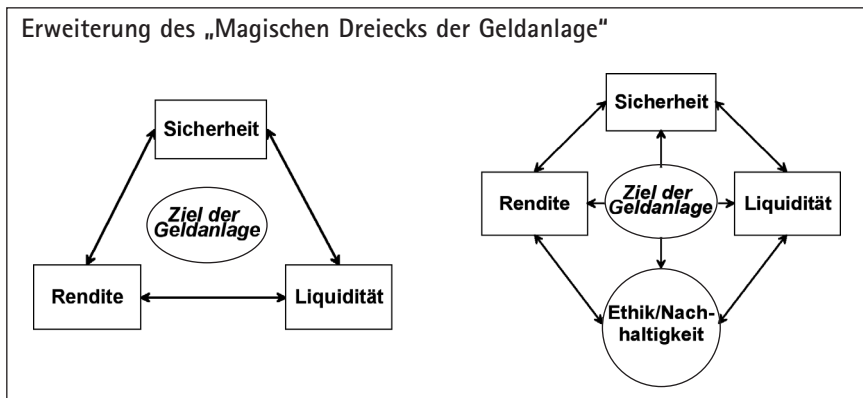 Erweiterung des „Magischen Dreiecks der Geldanlage“
Sicherheit
Ziel der
Geldanlage
Rendite
Liquidität
Sicherheit
Rendite
Ziel der
Geldanlage
Liquidität
Ethik/Nach-
haltigkeit